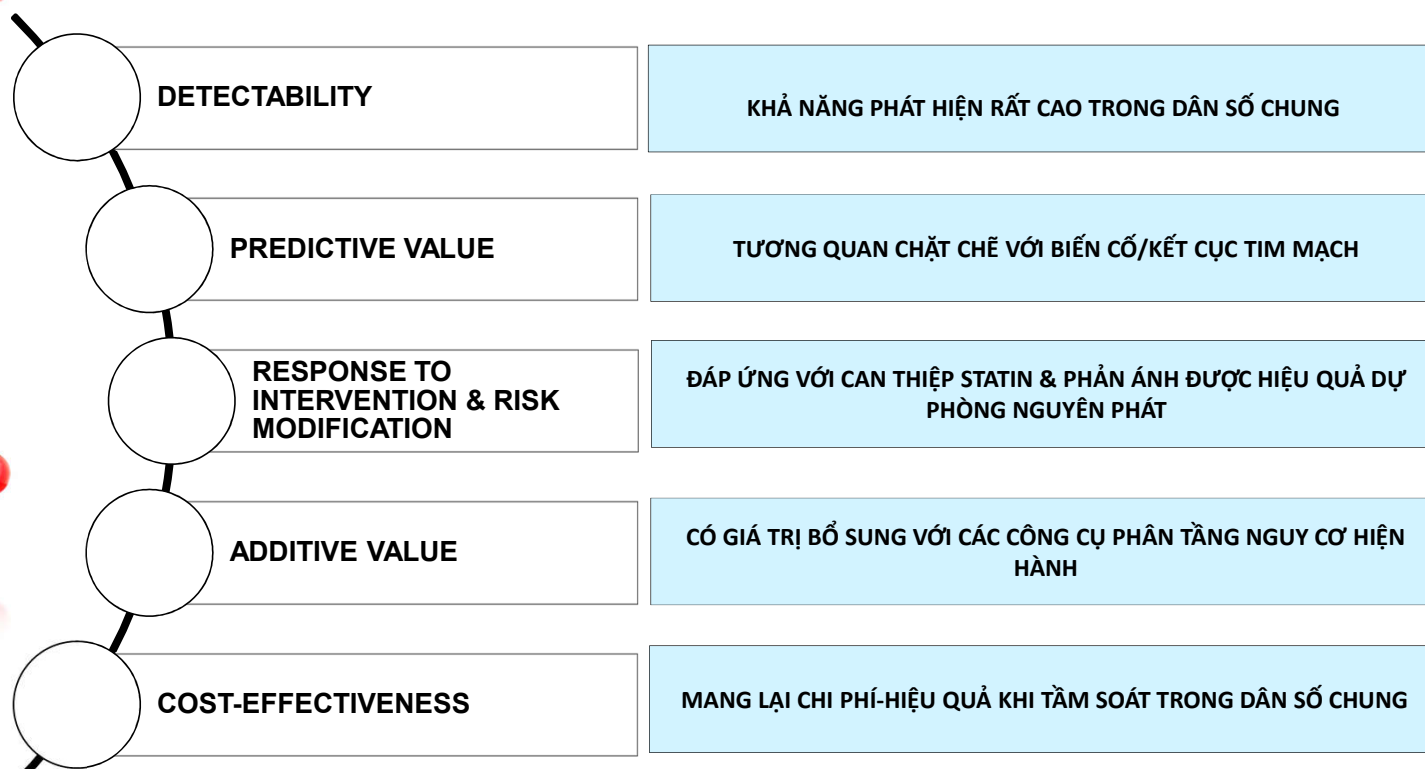 DETECTABILITY
KHẢ NĂNG PHÁT HIỆN RẤT CAO TRONG DÂN SỐ CHUNG
PREDICTIVE VALUE
TƯƠNG QUAN CHẶT CHẼ VỚI BIẾN CỐ/KẾT CỤC TIM MẠCH
RESPONSE TO
INTERVENTION & RISK
MODIFICATION
ĐÁP ỨNG VỚI CAN THIỆP STATIN & PHẢN ÁNH ĐƯỢC HIỆU QUẢ DỰ
PHÒNG NGUYÊN PHÁT
ADDITIVE VALUE
CÓ GIÁ TRỊ BỔ SUNG VỚI CÁC CÔNG CỤ PHÂN TẦNG NGUY CƠ HIỆN
HÀNH
COST-EFFECTIVENESS
MANG LẠI CHI PHÍ-HIỆU QUẢ KHI TẦM SOÁT TRONG DÂN SỐ CHUNG